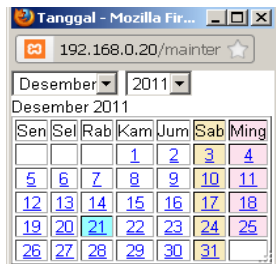 Tanggal - Mozilla Fir...
192.168.0.20/mainter
Desember 2011
Desember 2011
Sen Sel Rab Kam Jum Sab Ming
1 2 3 4
5 6 7 8 9 10 11
12 13 14 15 16 17 18
19 20 21 22 23 24 25
26 27 28 29 30 31